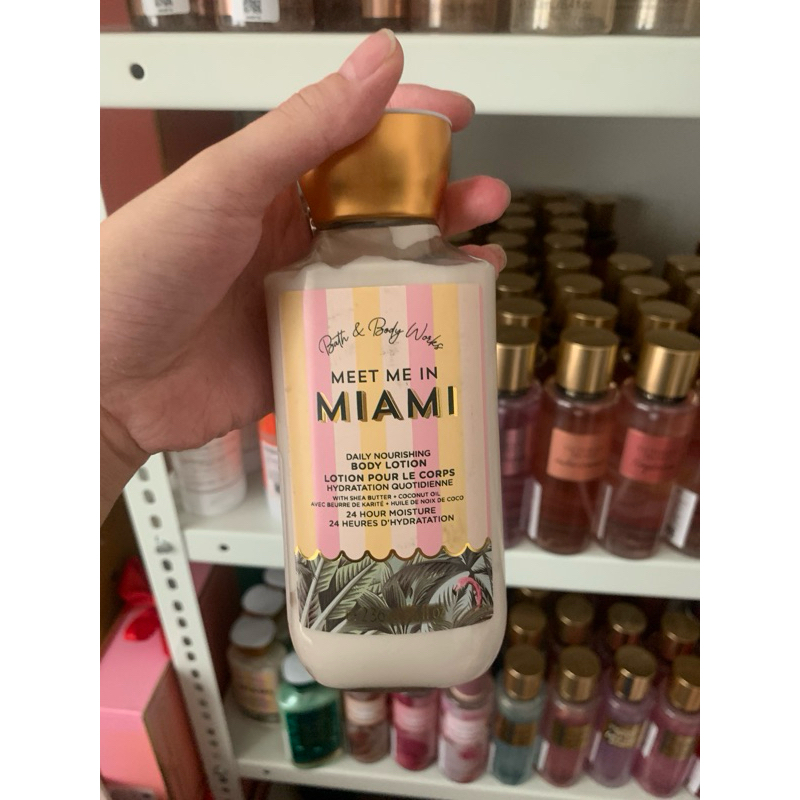 Bath & Body Works
MEET ME IN
MIAMI
DAILY NOURISHING
BODY LOTION
LOTION POUR LE CORPS
HYDRATATION QUOTIDIENNE
WITH SHEA BUTTER + COCONUT OIL
AVEC BEURRE DE KARITÉ + HUILE DE NOIX DE COCO
24 HOUR MOISTURE
24 HEURES D'HYDRATATION